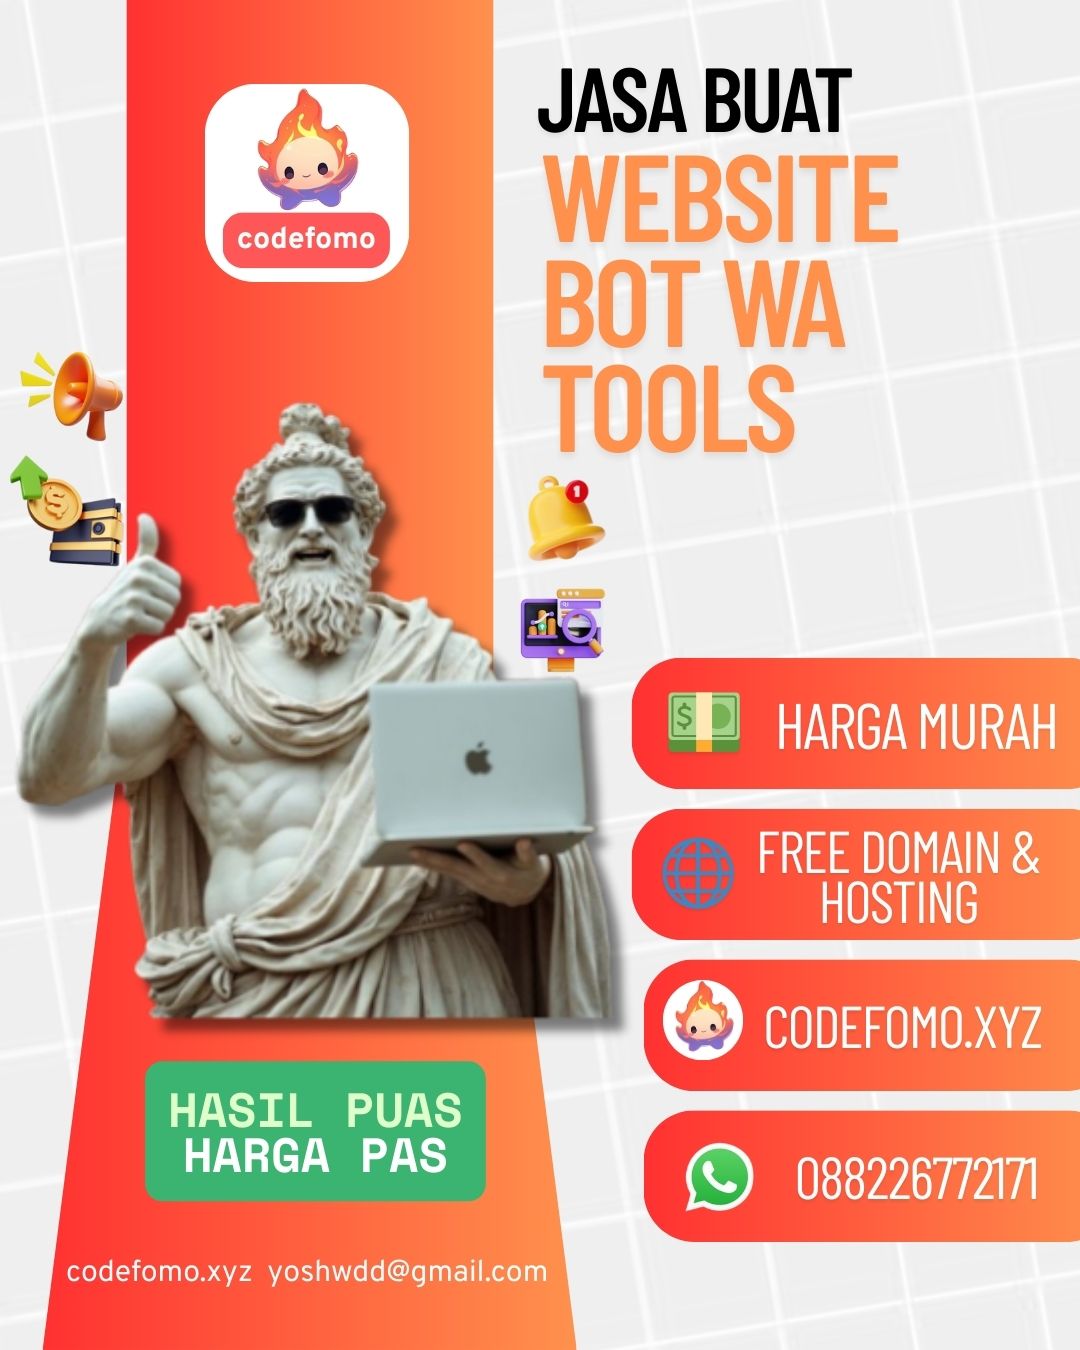 codefomo
JASA BUAT
WEBSITE
BOT WA
TOOLS
1
HARGA MURAH
FREE DOMAIN &
HOSTING
CODEFOMO.XYZ
088226772171
HASIL PUAS
HARGA PAS
codefomo.xyz yoshwdd@gmail.com